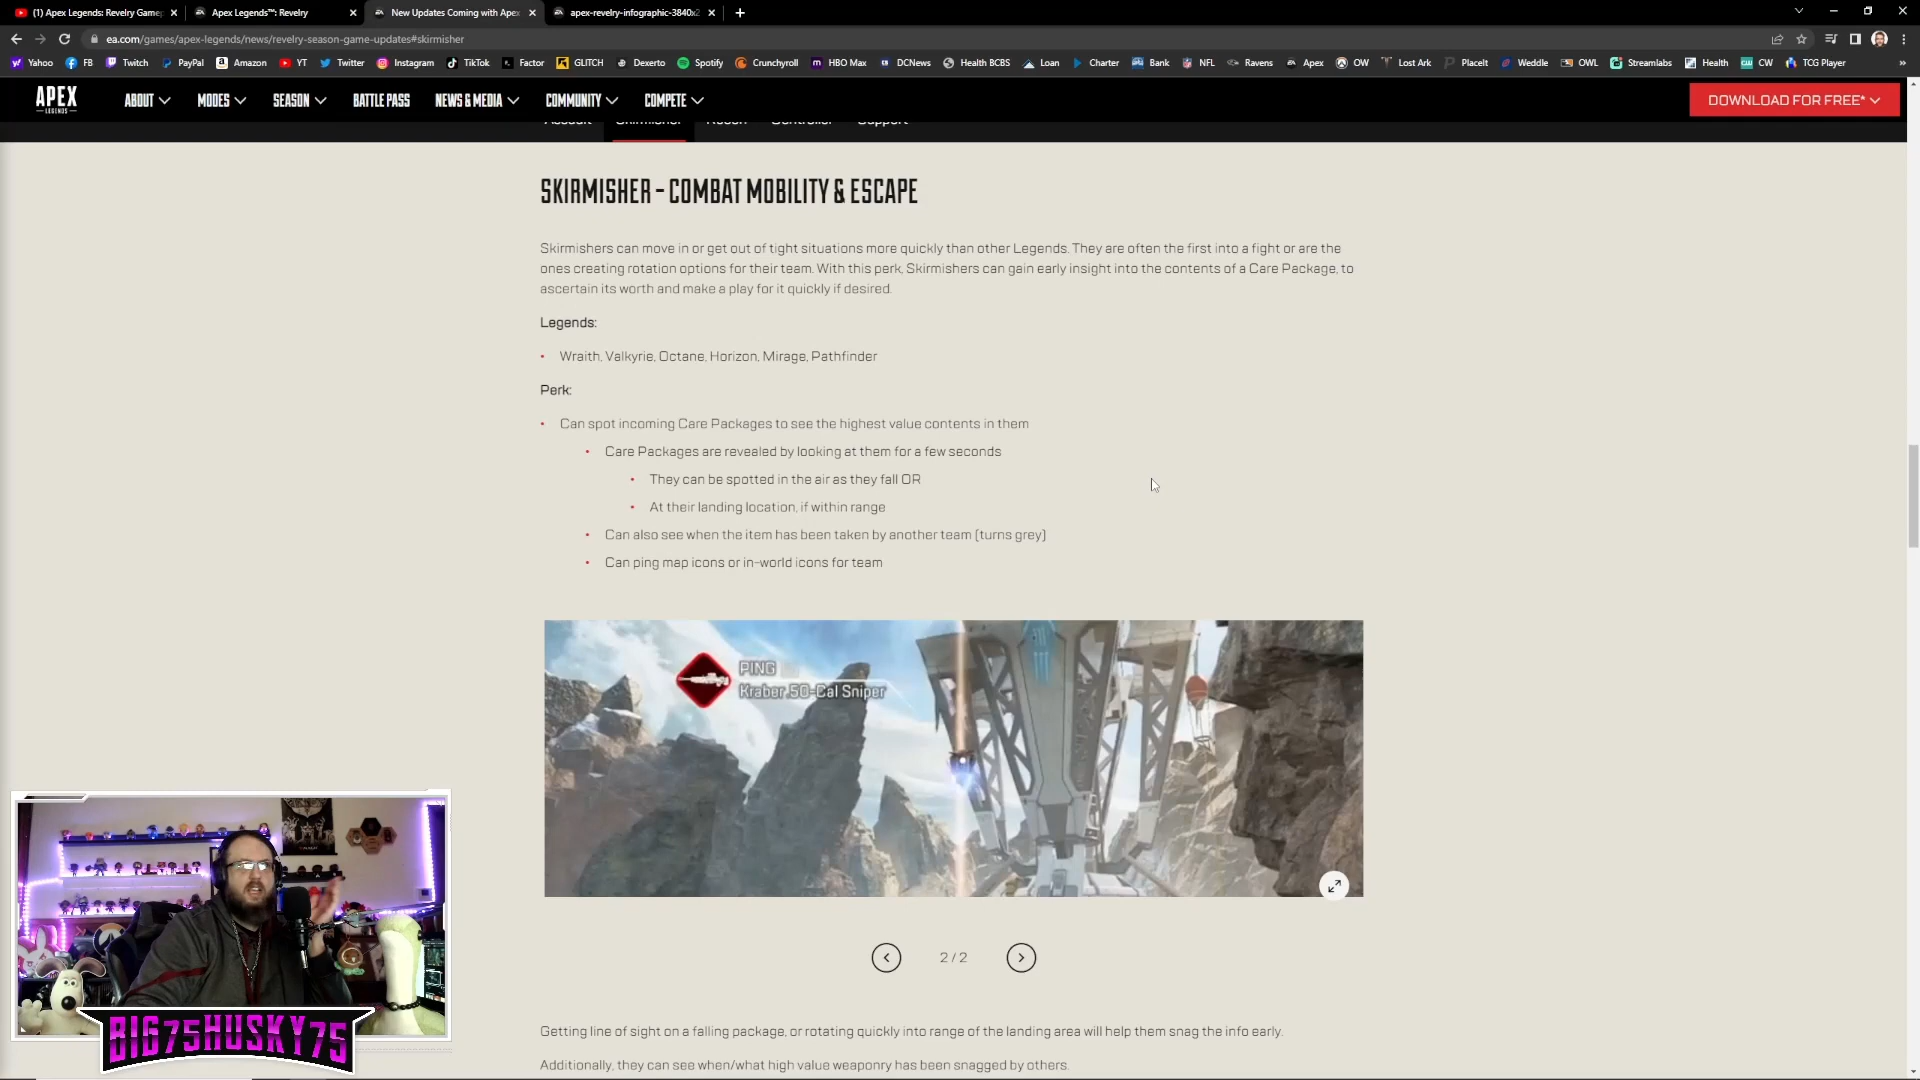 (1) Apex Legends: Revelry Game
Apex Legends™: Revelry
New Updates Coming with Apex
apex-revelry-infographic-3840x2
ea.com/games/apex-legends/news/revelry-season-game-updates#skirmisher
Yahoo FB Twitch PayPal Amazon YT Twitter Instagram TikTok Factor GLITCH Dexerto Spotify Crunchyroll HBO Max DCNews Health BCBS Loan Charter Bank NFL Ravens Apex OW Lost Ark PlaceIt Weddle OWL Streamlabs Health CW TCG Player
APEX
LEGENDS
ABOUT MODES SEASON BATTLE PASS NEWS & MEDIA COMMUNITY COMPETE
DOWNLOAD FOR FREE*
Assault Skirmisher Recon Controller Support
SKIRMISHER – COMBAT MOBILITY & ESCAPE
Skirmishers can move in or get out of tight situations more quickly than other Legends. They are often the first into a fight or are the
ones creating rotation options for their team. With this perk, Skirmishers can gain early insight into the contents of a Care Package, to
ascertain its worth and make a play for it quickly if desired.
Legends:
• Wraith, Valkyrie, Octane, Horizon, Mirage, Pathfinder
Perk:
• Can spot incoming Care Packages to see the highest value contents in them
• Care Packages are revealed by looking at them for a few seconds
• They can be spotted in the air as they fall OR
• At their landing location, if within range
• Can also see when the item has been taken by another team (turns grey)
• Can ping map icons or in-world icons for team
PING
Kraber .50-Cal Sniper
2 / 2
BIG75HUSKY75
Getting line of sight on a falling package, or rotating quickly into range of the landing area will help them snag the info early.
Additionally, they can see when/what high value weaponry has been snagged by others.